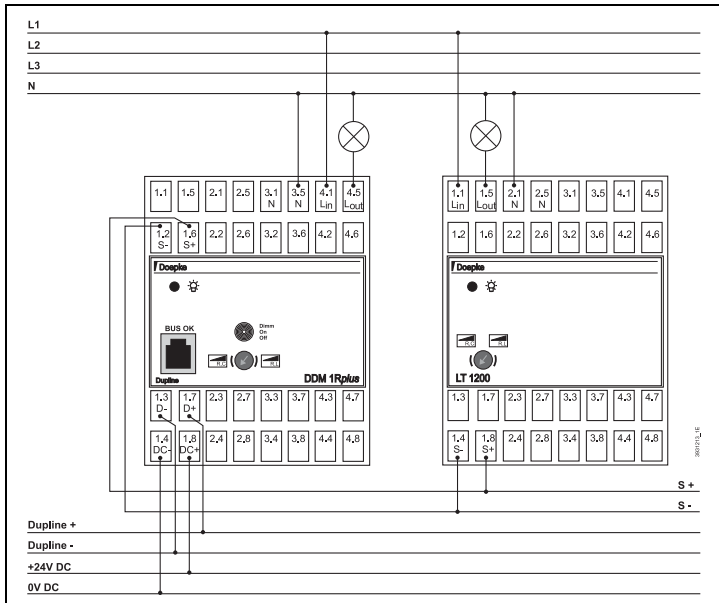 L1
L2
L3
N
1.1 1.5 2.1 2.5 3.1 N 3.5 N 4.1 Lin 4.5 Lout
1.1 Lin 1.5 Lout 2.1 N 2.5 N 3.1 3.5 4.1 4.5
1.2 S- 1.6 S+ 2.2 2.6 3.2 3.6 4.2 4.6
1.2 1.6 2.2 2.6 3.2 3.6 4.2 4.6
Doepke
Doepke
BUS OK
Dimm
On
Off
R,C R,L
R,C R,L
Dupline
DDM 1Rplus
LT 1200
1.3 D- 1.7 D+ 2.3 2.7 3.3 3.7 4.3 4.7
1.3 1.7 2.3 2.7 3.3 3.7 4.3 4.7
1.4 DC- 1.8 DC+ 2.4 2.8 3.4 3.8 4.4 4.8
1.4 S- 1.8 S+ 2.4 2.8 3.4 3.8 4.4 4.8
3931213_1E
S +
S -
Dupline +
Dupline -
+24V DC
0V DC